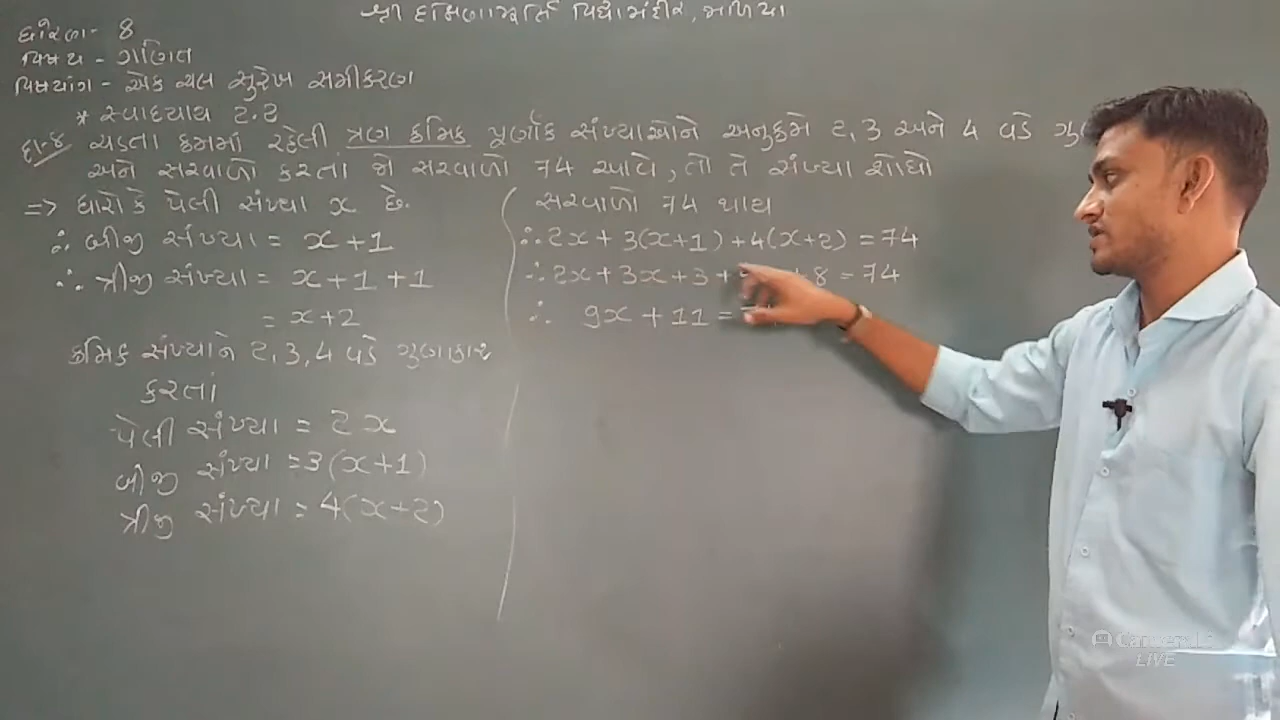 શ્રી દક્ષિણામૂર્તિ વિદ્યામંદિર, માળિયા
ધોરણ - 8
વિષય - ગણિત
વિષયાંગ - એક ચલ સુરેખ સમીકરણ
* સ્વાધ્યાય 2.2
દા-4 ચડતા ક્રમમાં રહેલી ત્રણ ક્રમિક પૂર્ણાંક સંખ્યાઓને અનુક્રમે 2, 3 અને 4 વડે
અને સરવાળો કરતાં જો સરવાળો 74 આવે, તો તે સંખ્યા શોધો
=> ધારો કે પેલી સંખ્યા x છે.
∴ બીજી સંખ્યા = x+1
∴ ત્રીજી સંખ્યા = x+1+1
= x+2
ક્રમિક સંખ્યાને 2, 3, 4 વડે ગુણાકાર
કરતાં
પેલી સંખ્યા = 2x
બીજી સંખ્યા = 3(x+1)
ત્રીજી સંખ્યા = 4(x+2)
સરવાળો 74 થાય
∴ 2x + 3(x+1) + 4(x+2) = 74
∴ 2x + 3x + 3 + + 8 = 74
∴ 9x + 11 =
LIVE